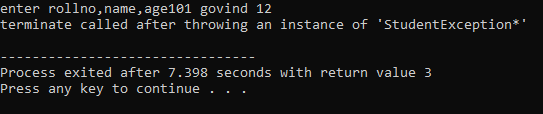 enter rollno,name,age101 govind 12
terminate called after throwing an instance of 'StudentException*'
--------------------------------
Process exited after 7.398 seconds with return value 3
Press any key to continue . . .